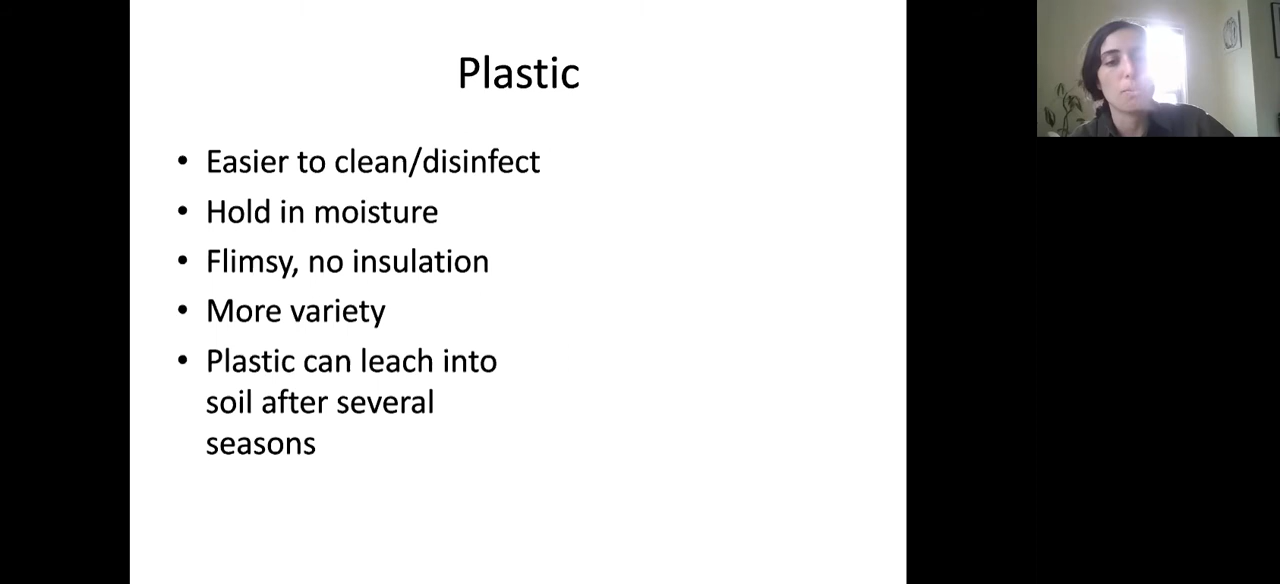 Plastic
• Easier to clean/disinfect
• Hold in moisture
• Flimsy, no insulation
• More variety
• Plastic can leach into
soil after several
seasons